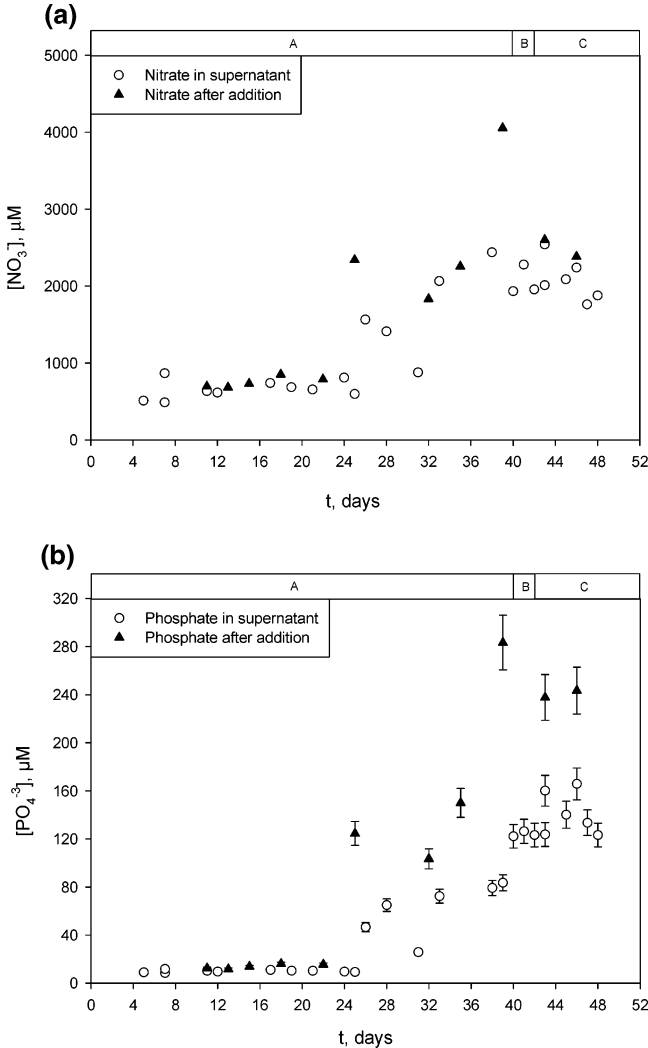 (a)
A B C
5000
Nitrate in supernatant
Nitrate after addition
4000
3000
2000
1000
0
[NO3-], µM
0 4 8 12 16 20 24 28 32 36 40 44 48 52
t, days
(b)
A B C
320
Phosphate in supernatant
Phosphate after addition
280
240
200
160
120
80
40
0
[PO4-3], µM
0 4 8 12 16 20 24 28 32 36 40 44 48 52
t, days